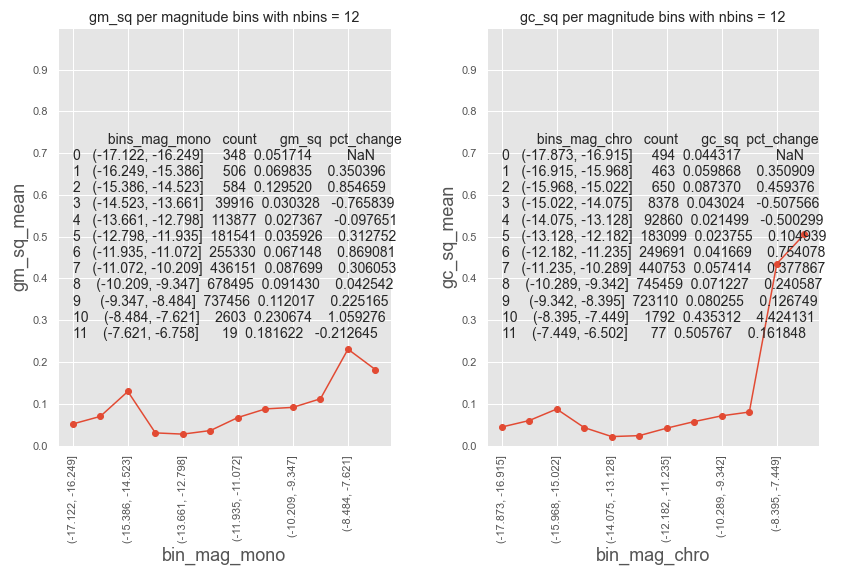 gm_sq per magnitude bins with nbins = 12
0.9
0.8
0.7
0.6
0.5
0.4
0.3
0.2
0.1
0.0
gm_sq_mean
bins_mag_mono count gm_sq pct_change
0 (-17.122, -16.249] 348 0.051714 NaN
1 (-16.249, -15.386] 506 0.069835 0.350396
2 (-15.386, -14.523] 584 0.129520 0.854659
3 (-14.523, -13.661] 39916 0.030328 -0.765839
4 (-13.661, -12.798] 113877 0.027367 -0.097651
5 (-12.798, -11.935] 181541 0.035926 0.312752
6 (-11.935, -11.072] 255330 0.067148 0.869081
7 (-11.072, -10.209] 436151 0.087699 0.306053
8 (-10.209, -9.347] 678495 0.091430 0.042542
9 (-9.347, -8.484] 737456 0.112017 0.225165
10 (-8.484, -7.621] 2603 0.230674 1.059276
11 (-7.621, -6.758] 19 0.181622 -0.212645
(-17.122, -16.249]
(-15.386, -14.523]
(-13.661, -12.798]
(-11.935, -11.072]
(-10.209, -9.347]
(-8.484, -7.621]
bin_mag_mono
gc_sq per magnitude bins with nbins = 12
0.9
0.8
0.7
0.6
0.5
0.4
0.3
0.2
0.1
0.0
gc_sq_mean
bins_mag_chro count gc_sq pct_change
0 (-17.873, -16.915] 494 0.044317 NaN
1 (-16.915, -15.968] 463 0.059868 0.350909
2 (-15.968, -15.022] 650 0.087370 0.459376
3 (-15.022, -14.075] 8378 0.043024 -0.507566
4 (-14.075, -13.128] 92860 0.021499 -0.500299
5 (-13.128, -12.182] 183099 0.023755 0.104939
6 (-12.182, -11.235] 249691 0.041669 0.754078
7 (-11.235, -10.289] 440753 0.057414 0.377867
8 (-10.289, -9.342] 745459 0.071227 0.240587
9 (-9.342, -8.395] 723110 0.080255 0.126749
10 (-8.395, -7.449] 1792 0.435312 4.424131
11 (-7.449, -6.502] 77 0.505767 0.161848
(-17.873, -16.915]
(-15.968, -15.022]
(-14.075, -13.128]
(-12.182, -11.235]
(-10.289, -9.342]
(-8.395, -7.449]
bin_mag_chro